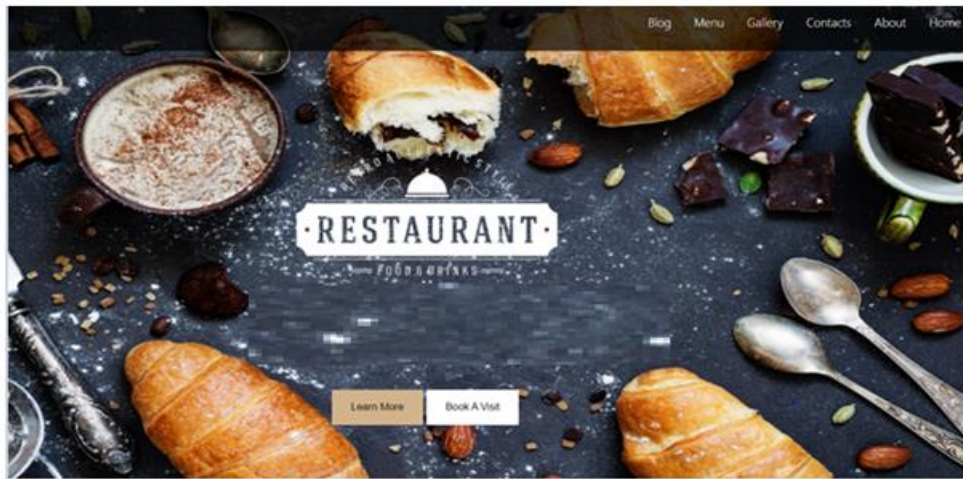 Blog Menu Gallery Contacts About Home
·RESTAURANT·
FOOD & DRINKS
Learn More
Book A Visit